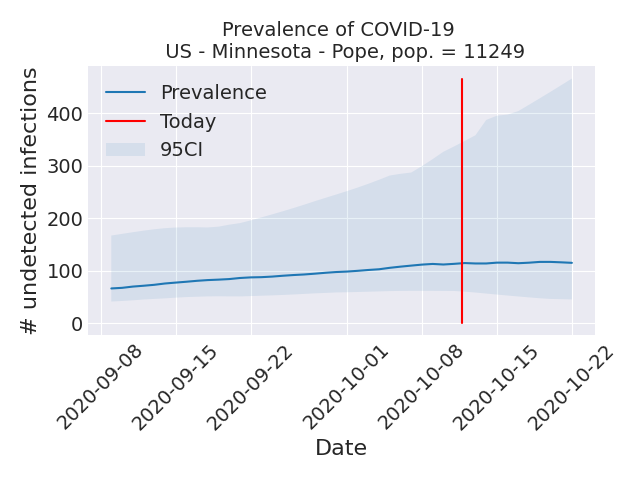 Prevalence of COVID-19
US - Minnesota - Pope, pop. = 11249
# undetected infections
400
300
200
100
0
Prevalence
Today
95CI
2020-09-08
2020-09-15
2020-09-22
2020-10-01
2020-10-08
2020-10-15
2020-10-22
Date